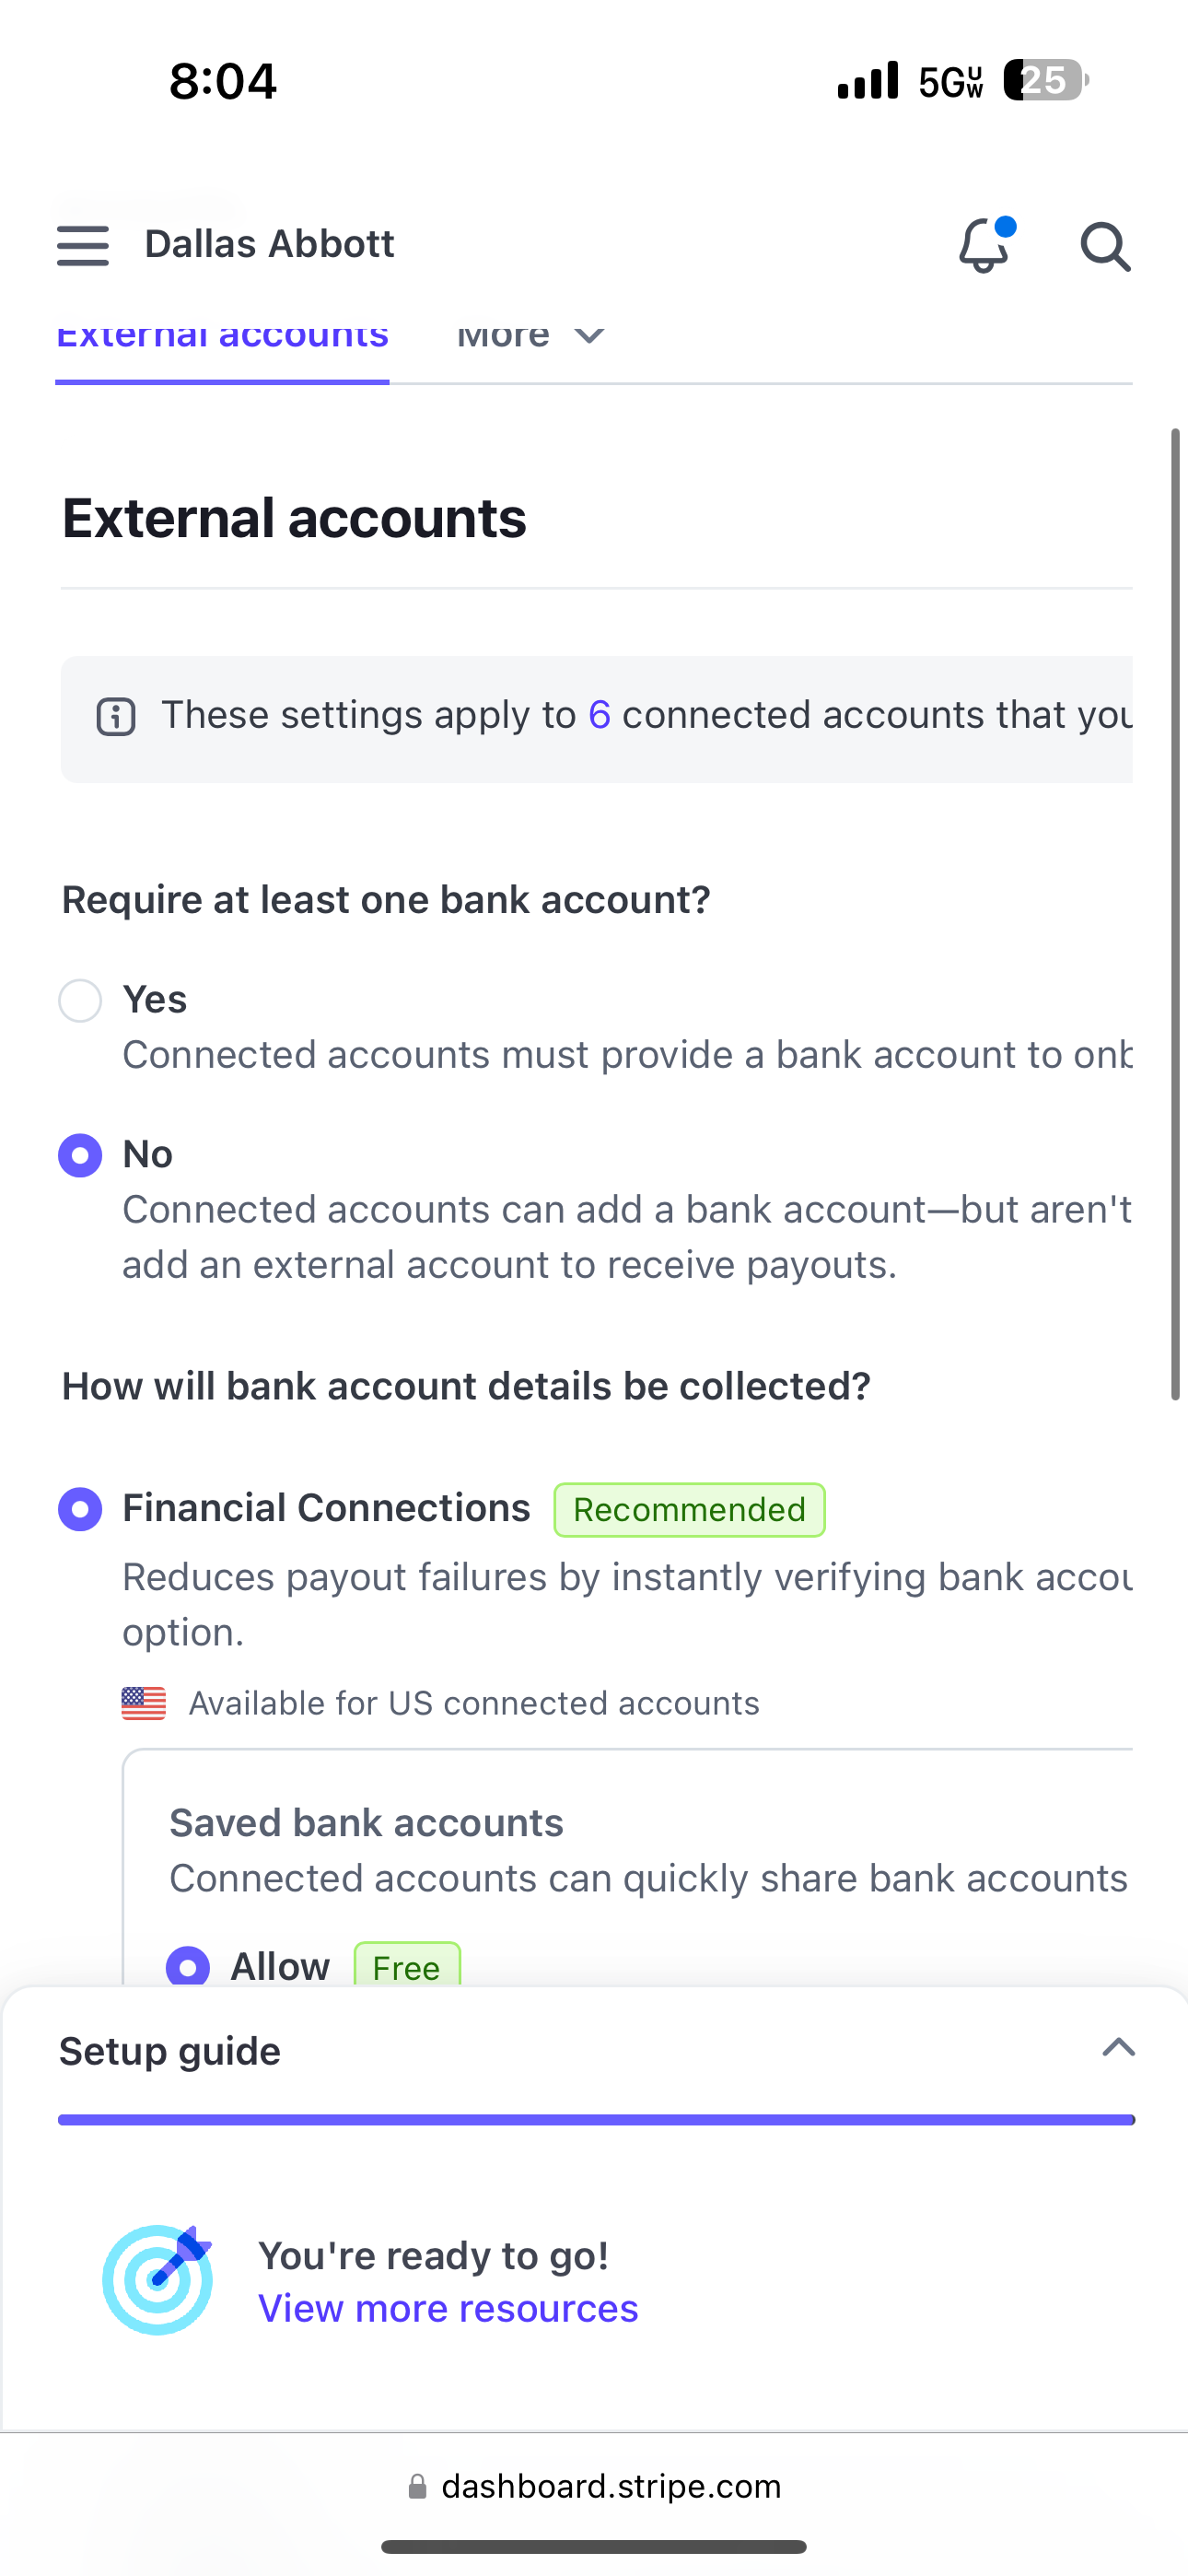 8:04
5G UW
25
Dallas Abbott
External accounts
More
External accounts
These settings apply to 6 connected accounts that you
Require at least one bank account?
Yes
Connected accounts must provide a bank account to
No
Connected accounts can add a bank account—but aren't
add an external account to receive payouts.
How will bank account details be collected?
Financial Connections
Recommended
Reduces payout failures by instantly verifying bank
option.
Available for US connected accounts
Saved bank accounts
Connected accounts can quickly share bank accounts
Allow
Free
Setup guide
You're ready to go!
View more resources
dashboard.stripe.com